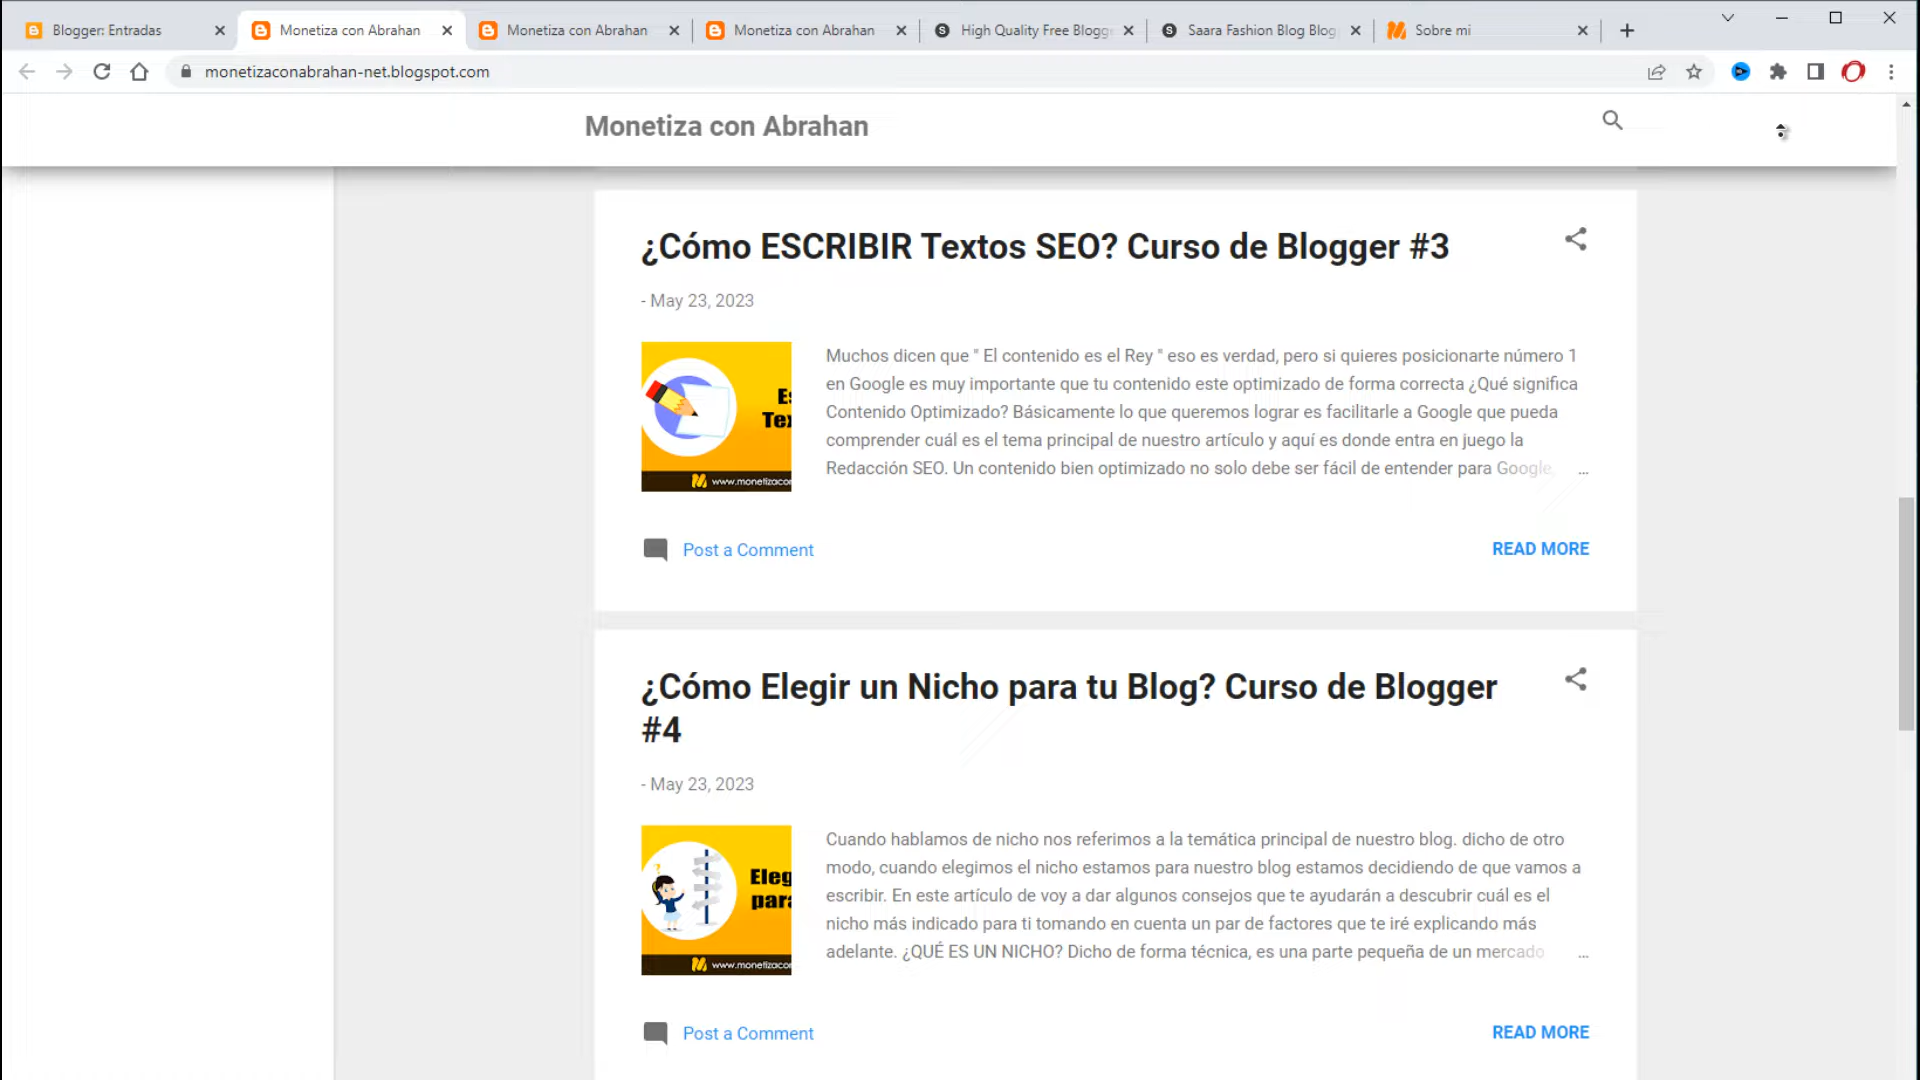 Blogger: Entradas
Monetiza con Abrahan
Monetiza con Abrahan
Monetiza con Abrahan
High Quality Free Blogge
Saara Fashion Blog Blog
Sobre mi
monetizaconabrahan-net.blogspot.com
Monetiza con Abrahan
¿Cómo ESCRIBIR Textos SEO? Curso de Blogger #3
- May 23, 2023
Muchos dicen que " El contenido es el Rey " eso es verdad, pero si quieres posicionarte número 1
en Google es muy importante que tu contenido este optimizado de forma correcta ¿Qué significa
Contenido Optimizado? Básicamente lo que queremos lograr es facilitarle a Google que pueda
comprender cuál es el tema principal de nuestro artículo y aquí es donde entra en juego la
Redacción SEO. Un contenido bien optimizado no solo debe ser fácil de entender para Google, ...
Es
Tex
www.monetizacon
Post a Comment
READ MORE
¿Cómo Elegir un Nicho para tu Blog? Curso de Blogger
#4
- May 23, 2023
Cuando hablamos de nicho nos referimos a la temática principal de nuestro blog. dicho de otro
modo, cuando elegimos el nicho estamos para nuestro blog estamos decidiendo de que vamos a
escribir. En este artículo de voy a dar algunos consejos que te ayudarán a descubrir cuál es el
nicho más indicado para ti tomando en cuenta un par de factores que te iré explicando más
adelante. ¿QUÉ ES UN NICHO? Dicho de forma técnica, es una parte pequeña de un mercado ...
Eleg
para
www.monetizacon
Post a Comment
READ MORE